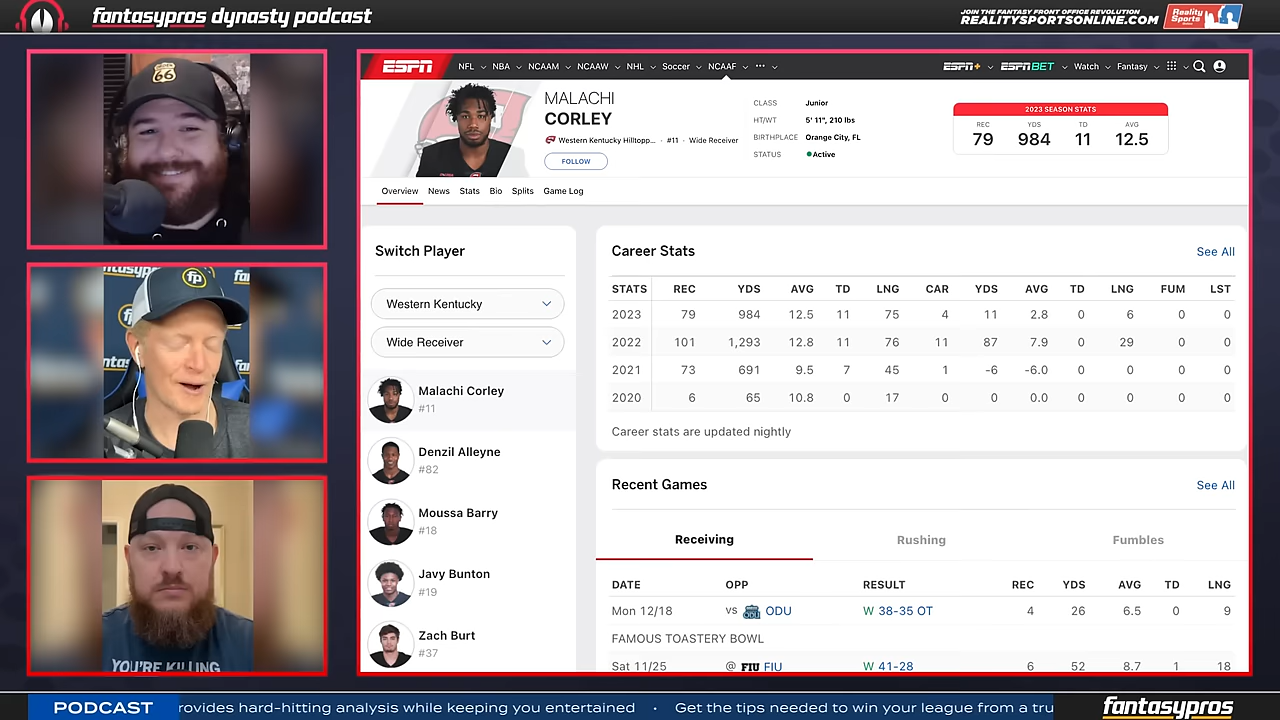 fantasypros dynasty podcast
JOIN THE FANTASY FRONT OFFICE REVOLUTION
REALITYSPORTSONLINE.COM
Reality Sports Online
ROUTE 66
fp
YOU'RE KILLING
ESPN NFL NBA NCAAM NCAAW NHL Soccer NCAAF ··· ESPN+ ESPN BET Watch Fantasy
MALACHI
CORLEY
Western Kentucky Hilltopp... · #11 · Wide Receiver
FOLLOW
CLASS Junior
HT/WT 5' 11", 210 lbs
BIRTHPLACE Orange City, FL
STATUS Active
2023 SEASON STATS
REC YDS TD AVG
79 984 11 12.5
Overview News Stats Bio Splits Game Log
Switch Player
Western Kentucky
Wide Receiver
Malachi Corley
#11
Denzil Alleyne
#82
Moussa Barry
#18
Javy Bunton
#19
Zach Burt
#37
Career Stats See All
STATS REC YDS AVG TD LNG CAR YDS AVG TD LNG FUM LST
2023 79 984 12.5 11 75 4 11 2.8 0 6 0 0
2022 101 1,293 12.8 11 76 11 87 7.9 0 29 0 0
2021 73 691 9.5 7 45 1 -6 -6.0 0 0 0 0
2020 6 65 10.8 0 17 0 0 0.0 0 0 0 0
Career stats are updated nightly
Recent Games See All
Receiving Rushing Fumbles
DATE OPP RESULT REC YDS AVG TD LNG
Mon 12/18 vs ODU W 38-35 OT 4 26 6.5 0 9
FAMOUS TOASTERY BOWL
Sat 11/25 @ FIU FIU W 41-28 6 52 8.7 1 18
PODCAST rovides hard-hitting analysis while keeping you entertained · Get the tips needed to win your league from a tru fantasypros